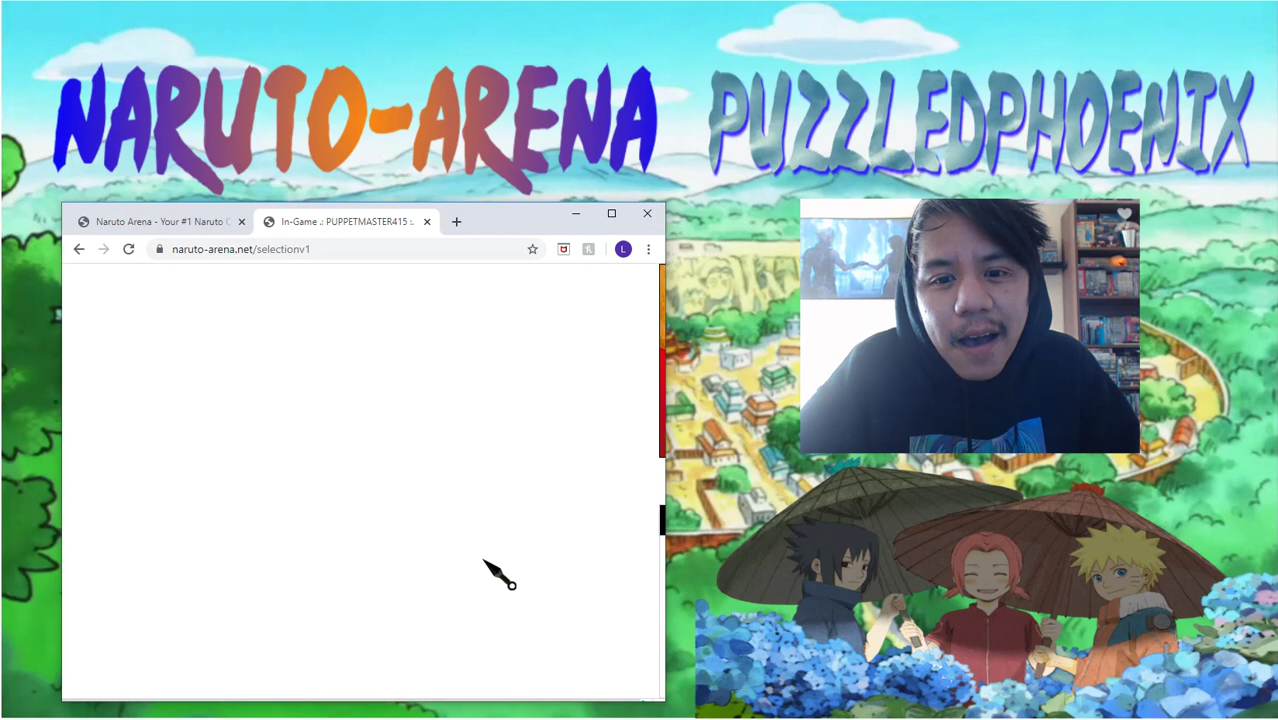 NARUTO-ARENA PUZZLEDPHOENIX
Naruto Arena - Your #1 Naruto
In-Game .: PUPPETMASTER415 :.
naruto-arena.net/selectionv1
L